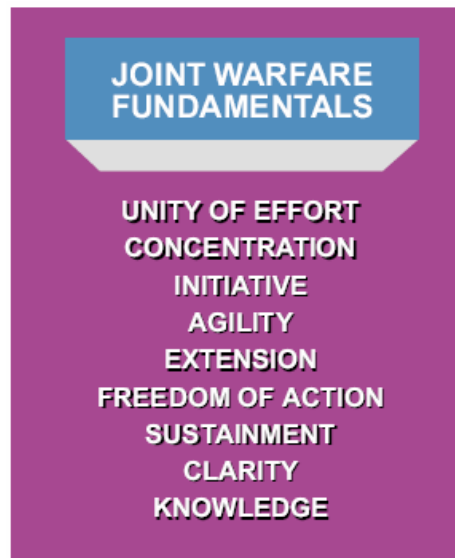 JOINT WARFARE
FUNDAMENTALS
UNITY OF EFFORT
CONCENTRATION
INITIATIVE
AGILITY
EXTENSION
FREEDOM OF ACTION
SUSTAINMENT
CLARITY
KNOWLEDGE